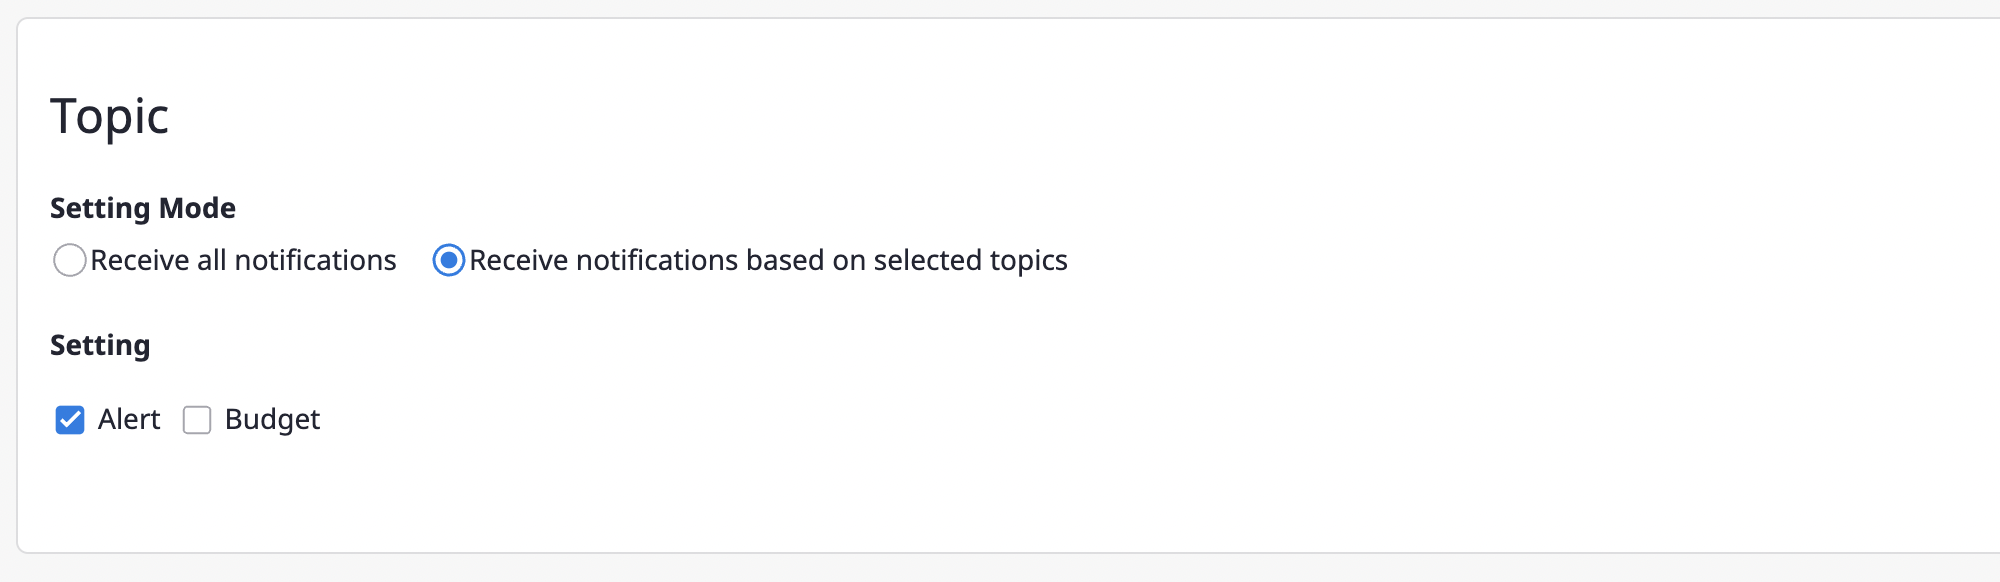 Topic
Setting Mode
Receive all notifications Receive notifications based on selected topics
Setting
Alert Budget